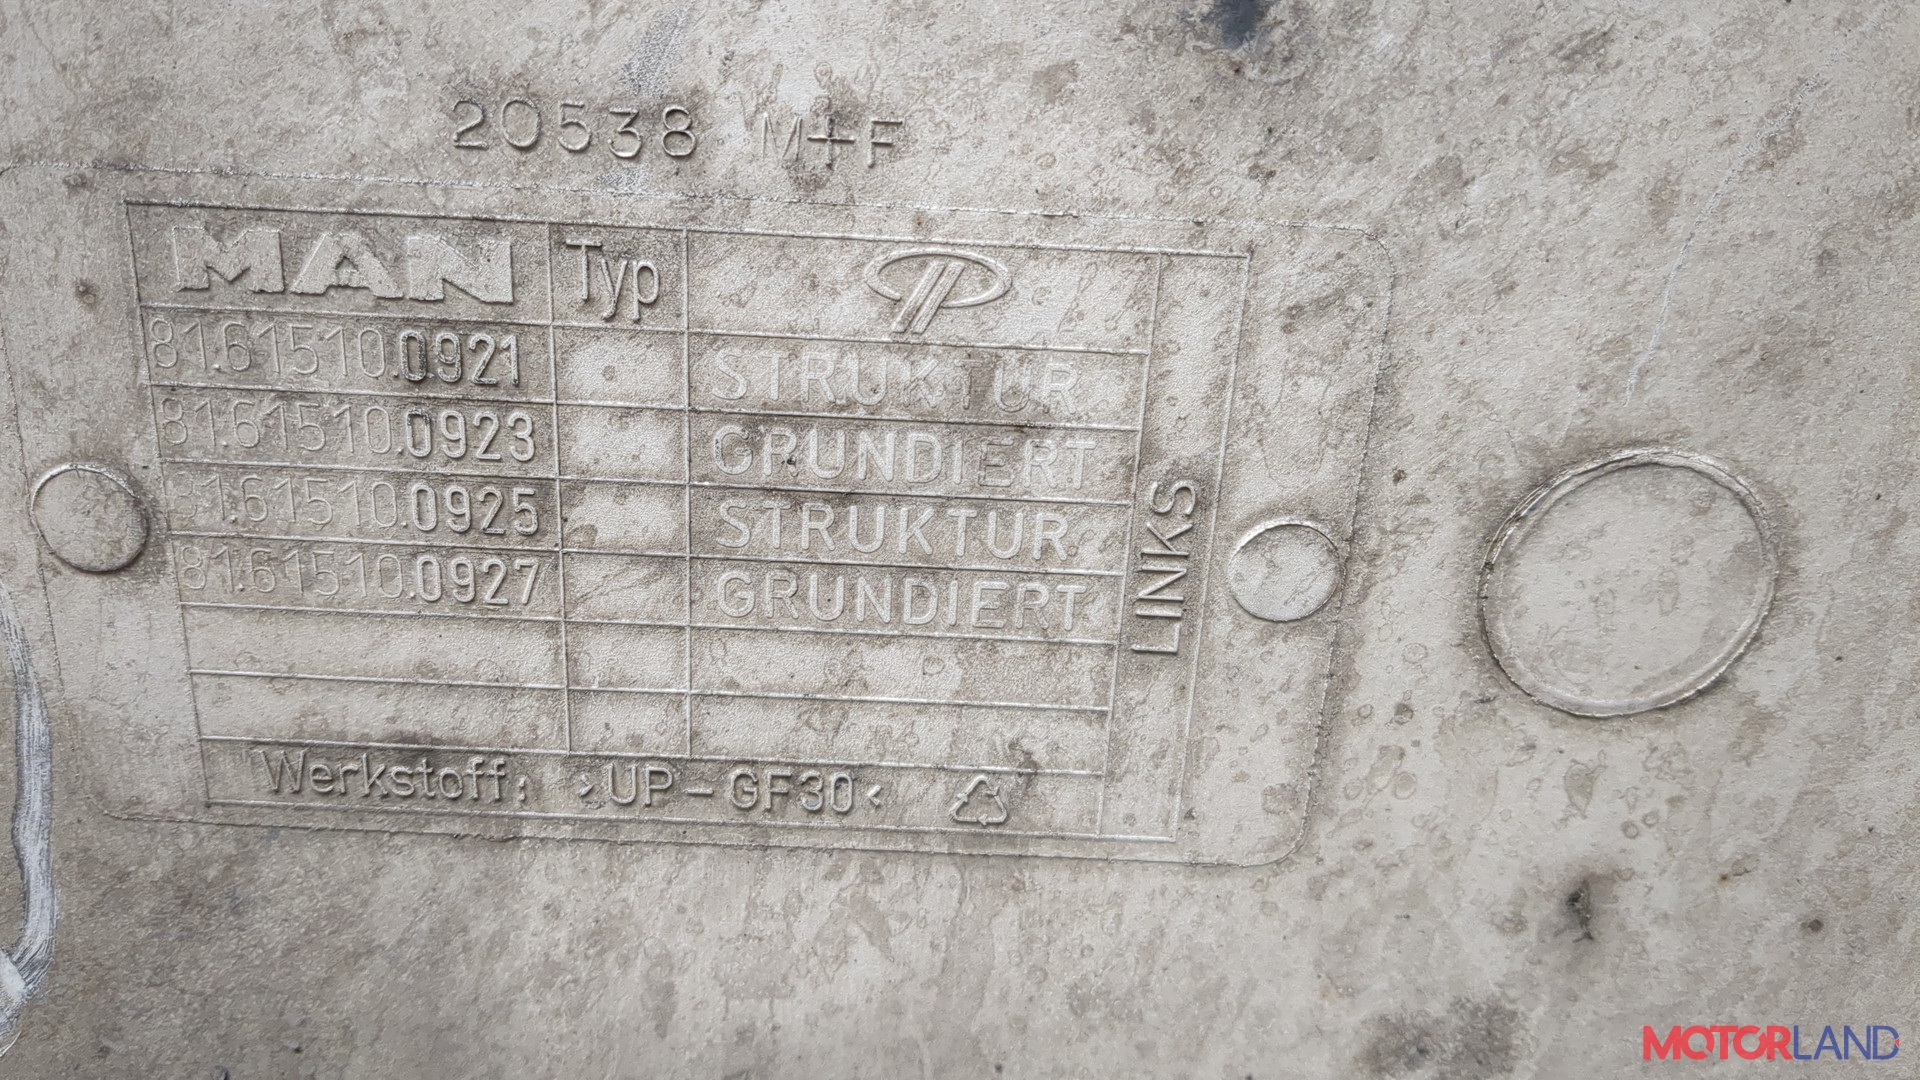 20538 M+F
MAN Typ
81.61510.0921 STRUKTUR
81.61510.0923 GRUNDIERT
81.61510.0925 STRUKTUR
81.61510.0927 GRUNDIERT
LINKS
Werkstoff: >UP-GF30<
MOTORLAND